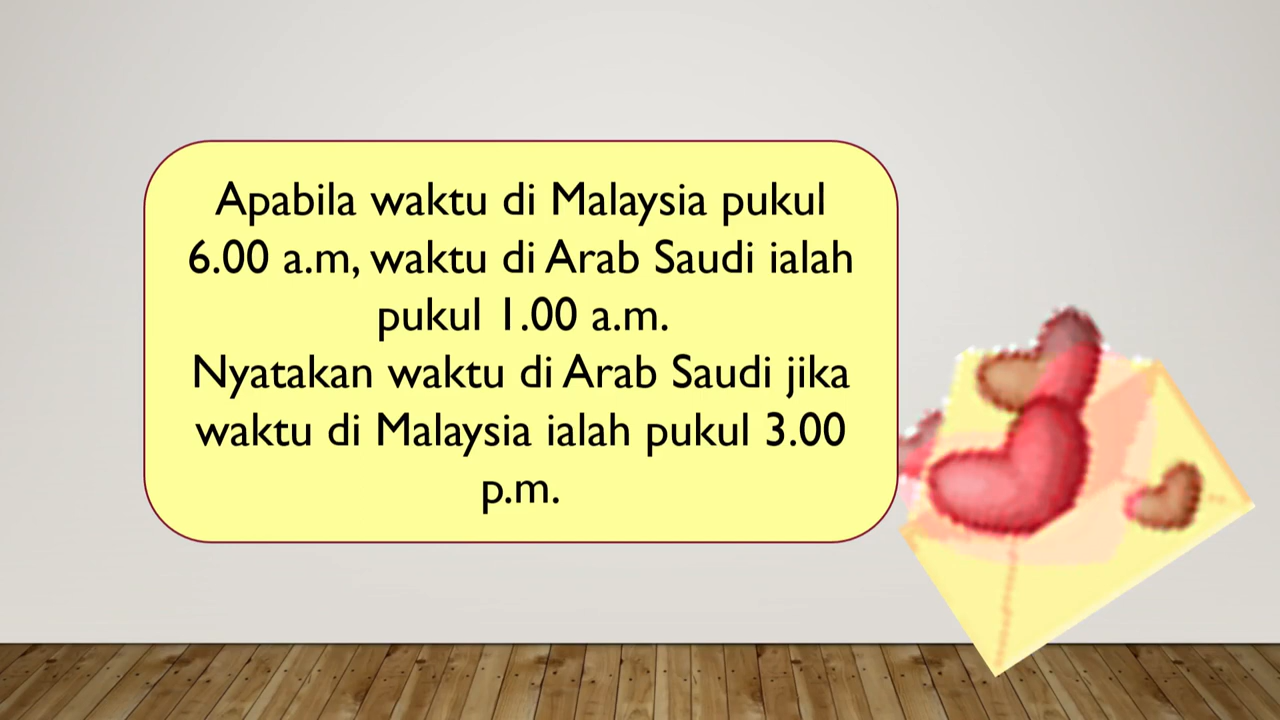 Apabila waktu di Malaysia pukul
6.00 a.m, waktu di Arab Saudi ialah
pukul 1.00 a.m.
Nyatakan waktu di Arab Saudi jika
waktu di Malaysia ialah pukul 3.00
p.m.